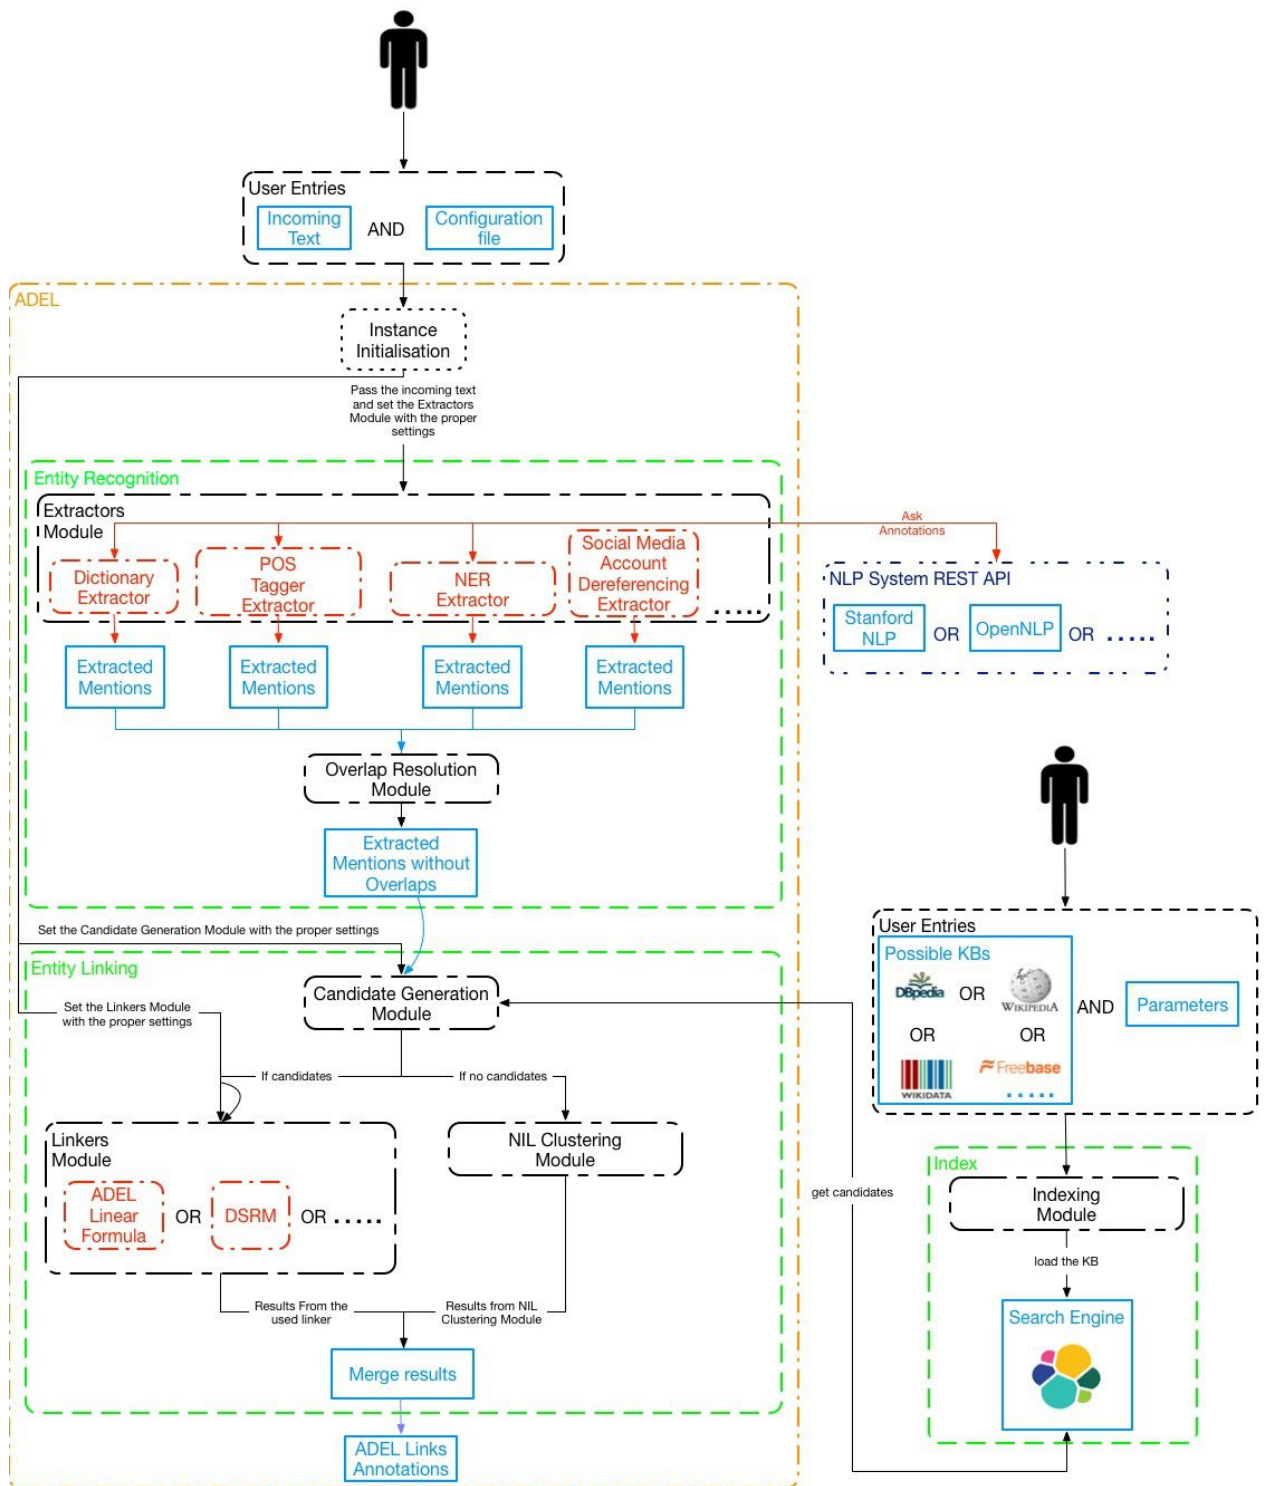 User Entries
Incoming
Text
AND
Configuration
file
ADEL
Instance
Initialisation
Pass the incoming text
and set the Extractors
Module with the proper
settings
Entity Recognition
Extractors
Module
Ask
Annotations
Dictionary
Extractor
POS
Tagger
Extractor
NER
Extractor
Social Media
Account
Dereferencing
Extractor
.....
NLP System REST API
Stanford
NLP
OR
OpenNLP
OR
.....
Extracted
Mentions
Extracted
Mentions
Extracted
Mentions
Extracted
Mentions
Overlap Resolution
Module
Extracted
Mentions without
Overlaps
Set the Candidate Generation Module with the proper settings
Entity Linking
Candidate Generation
Module
Set the Linkers Module
with the proper settings
If candidates
If no candidates
Linkers
Module
ADEL
Linear
Formula
OR
DSRM
OR
.....
NIL Clustering
Module
Results From the
used linker
Results from NIL
Clustering Module
Merge results
ADEL Links
Annotations
User Entries
Possible KBs
DBpedia
OR
WIKIPEDIA
OR
OR
WIKIDATA
Freebase
.....
AND
Parameters
get candidates
Index
Indexing
Module
load the KB
Search Engine